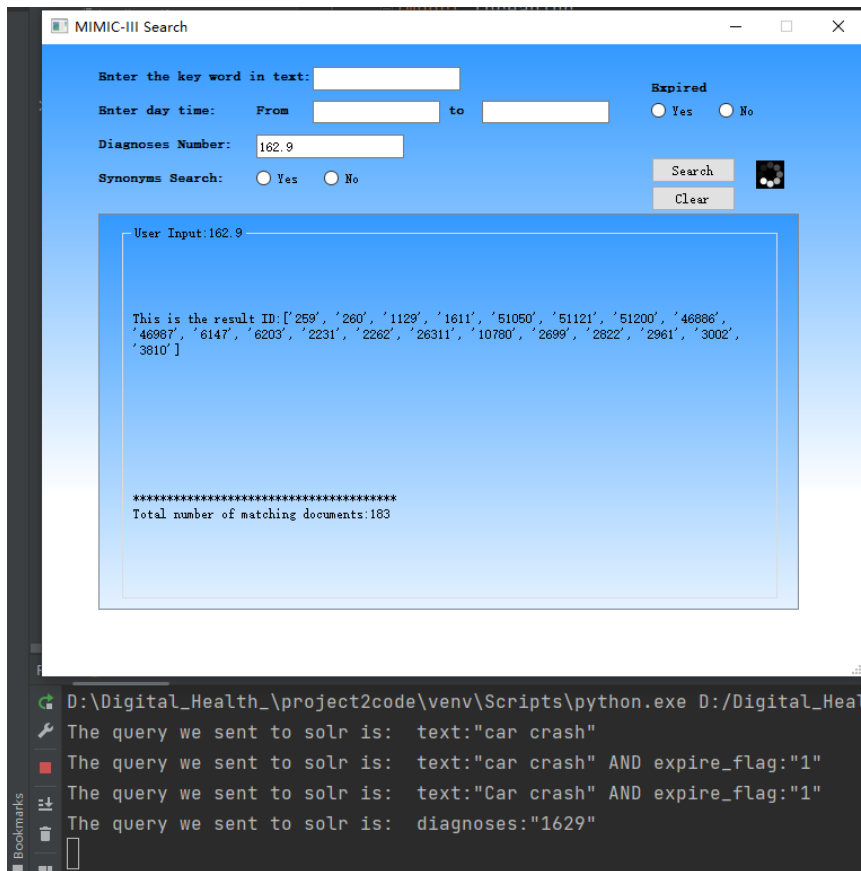 MIMIC-III Search
Enter the key word in text:
Expired
Enter day time: From to
Yes No
Diagnoses Number: 162.9
Synonyms Search: Yes No
Search
Clear
User Input:162.9
This is the result ID:['259', '260', '1129', '1611', '51050', '51121', '51200', '46886',
'46987', '6147', '6203', '2231', '2262', '26311', '10780', '2699', '2822', '2961', '3002',
'3810']
***************************************
Total number of matching documents:183
D:\Digital_Health_\project2code\venv\Scripts\python.exe D:/Digital_Heal
The query we sent to solr is:  text:"car crash"
The query we sent to solr is:  text:"car crash" AND expire_flag:"1"
The query we sent to solr is:  text:"Car crash" AND expire_flag:"1"
The query we sent to solr is:  diagnoses:"1629"
Bookmarks